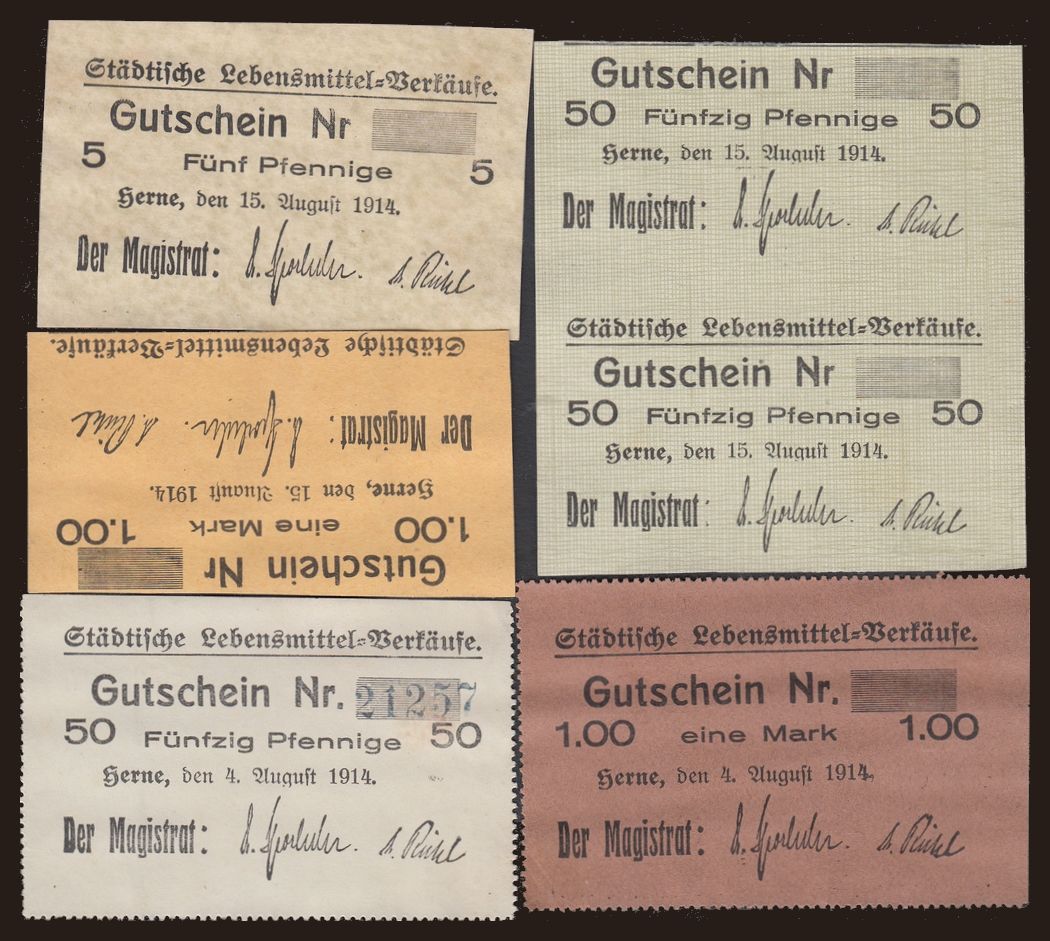 Städtische Lebensmittel=Verkäufe.
Gutschein Nr
5 Fünf Pfennige 5
Herne, den 15. August 1914.
Der Magistrat:
Gutschein Nr
50 Fünfzig Pfennige 50
Herne, den 15. August 1914.
Der Magistrat:
Städtische Lebensmittel=Verkäufe.
Gutschein Nr
50 Fünfzig Pfennige 50
Herne, den 15. August 1914.
Der Magistrat:
Gutschein Nr
1.00 eine Mark 1.00
Herne, den 15. August 1914.
Der Magistrat:
Städtische Lebensmittel=Verkäufe.
Städtische Lebensmittel=Verkäufe.
Gutschein Nr. 21257
50 Fünfzig Pfennige 50
Herne, den 4. August 1914.
Der Magistrat:
Städtische Lebensmittel=Verkäufe.
Gutschein Nr.
1.00 eine Mark 1.00
Herne, den 4. August 1914.
Der Magistrat: